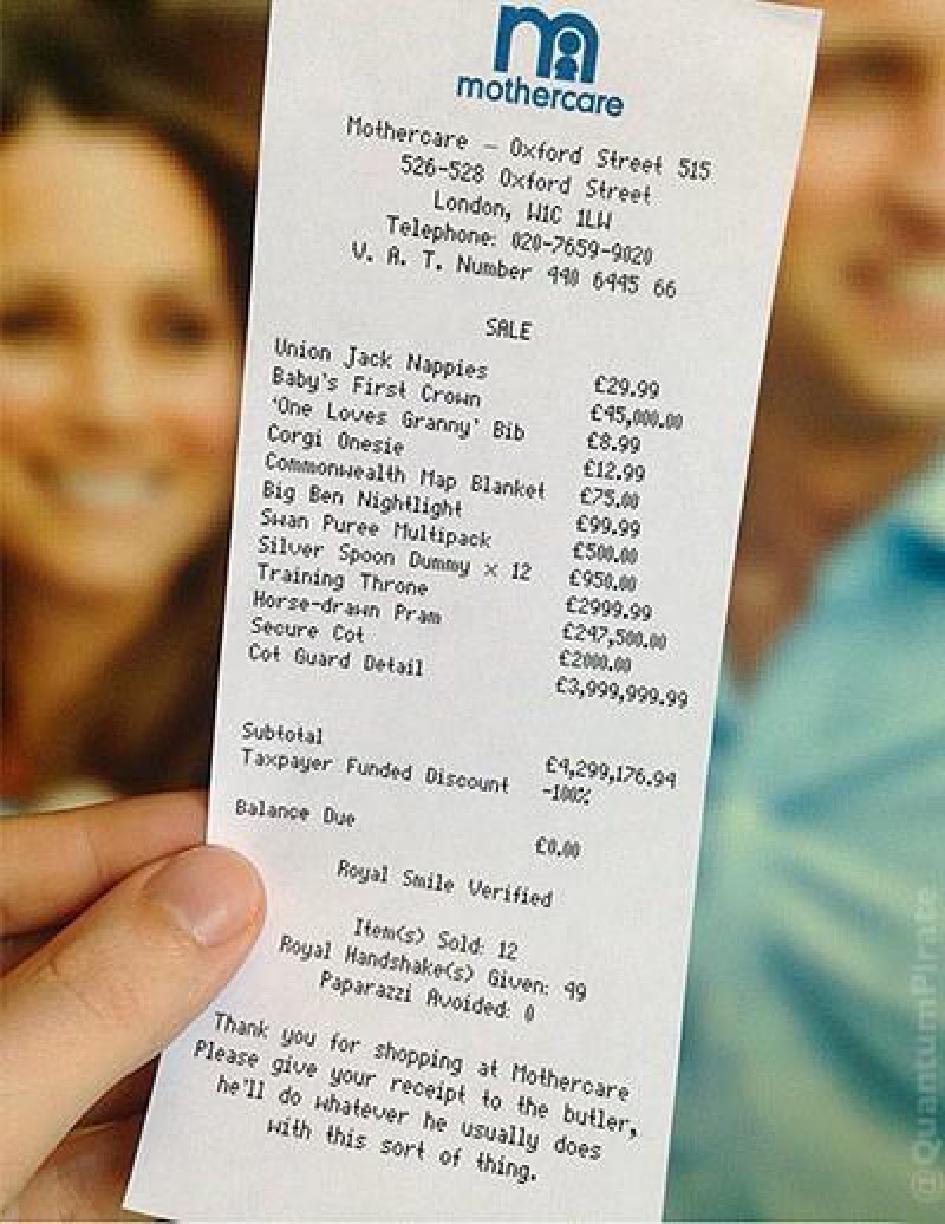 mothercare
Mothercare – Oxford Street 515
526-528 Oxford Street
London, W1C 1LW
Telephone: 020-7659-9020
V. A. T. Number 440 6445 66
SALE
Union Jack Nappies £29.99
Baby's First Crown £45,000.00
'One Loves Granny' Bib £8.99
Corgi Onesie £12.99
Commonwealth Map Blanket £75.00
Big Ben Nightlight £99.99
Swan Puree Multipack £500.00
Silver Spoon Dummy x 12 £950.00
Training Throne £2999.99
Horse-drawn Pram £247,500.00
Secure Cot £2000.00
Cot Guard Detail £3,999,999.99
Subtotal £4,299,176.94
Taxpayer Funded Discount -100%
Balance Due £0.00
Royal Smile Verified
Item(s) Sold: 12
Royal Handshake(s) Given: 99
Paparazzi Avoided: 0
Thank you for shopping at Mothercare
Please give your receipt to the butler,
he'll do whatever he usually does
with this sort of thing.
@QuantumPirate